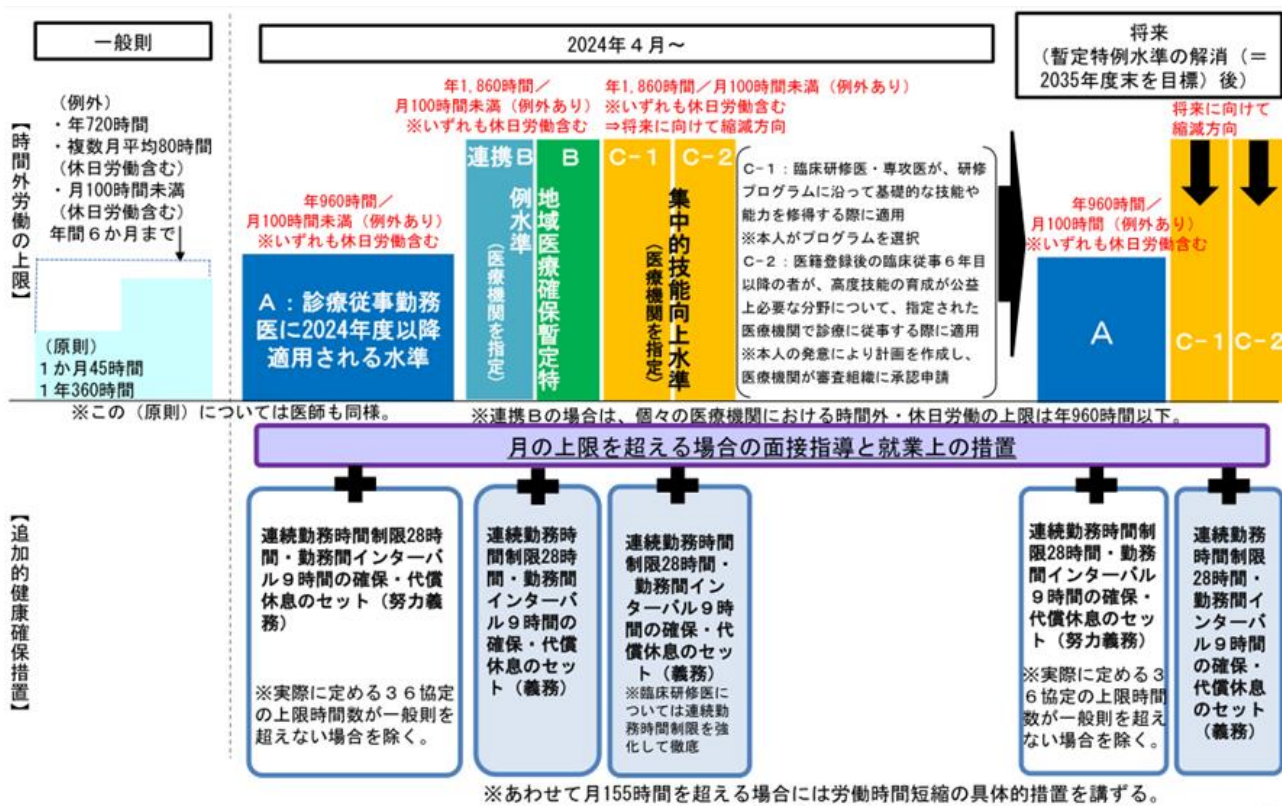 一般則
2024年4月～
将来
（暫定特例水準の解消（＝
2035年度末を目標）後）
【時間外労働の上限】
（例外）
・年720時間
・複数月平均80時間
（休日労働含む）
・月100時間未満
（休日労働含む）
年間６か月まで
（原則）
１か月45時間
１年360時間
※この（原則）については医師も同様。
年960時間／
月100時間未満（例外あり）
※いずれも休日労働含む
Ａ：診療従事勤務
医に2024年度以降
適用される水準
年1,860時間／
月100時間未満（例外あり）
※いずれも休日労働含む
連携Ｂ
Ｂ
地域医療確保暫定特
例水準
（医療機関を指定）
年1,860時間／月100時間未満（例外あり）
※いずれも休日労働含む
⇒将来に向けて縮減方向
Ｃ-１
Ｃ-２
集中的技能向上水準
（医療機関を指定）
Ｃ-１：臨床研修医・専攻医が、研修
プログラムに沿って基礎的な技能や
能力を修得する際に適用
※本人がプログラムを選択
Ｃ-２：医籍登録後の臨床従事６年目
以降の者が、高度技能の育成が公益
上必要な分野について、指定された
医療機関で診療に従事する際に適用
※本人の発意により計画を作成し、
医療機関が審査組織に承認申請
※連携Ｂの場合は、個々の医療機関における時間外・休日労働の上限は年960時間以下。
年960時間／
月100時間（例外あり）
※いずれも休日労働含む
Ａ
将来に向けて
縮減方向
Ｃ-１
Ｃ-２
月の上限を超える場合の面接指導と就業上の措置
【追加的健康確保措置】
連続勤務時間制限28時
間・勤務間インターバ
ル９時間の確保・代償
休息のセット（努力義
務）
※実際に定める３６協定
の上限時間数が一般則を
超えない場合を除く。
連続勤務時
間制限28時
間・勤務間
インターバ
ル９時間の
確保・代償
休息のセッ
ト（義務）
連続勤務時間
制限28時間・
勤務間インター
バル９時
間の確保・代
償休息のセッ
ト（義務）
※臨床研修医に
ついては連続勤
務時間制限を強
化して徹底
連続勤務時間制
限28時間・勤務
間インターバル
９時間の確保・
代償休息のセッ
ト（努力義務）
※実際に定める３
６協定の上限時間
数が一般則を超え
ない場合を除く。
連続勤務
時間制限
28時間・
勤務間イ
ンターバ
ル９時間
の確保・
代償休息
のセット
（義務）
※あわせて月155時間を超える場合には労働時間短縮の具体的措置を講ずる。